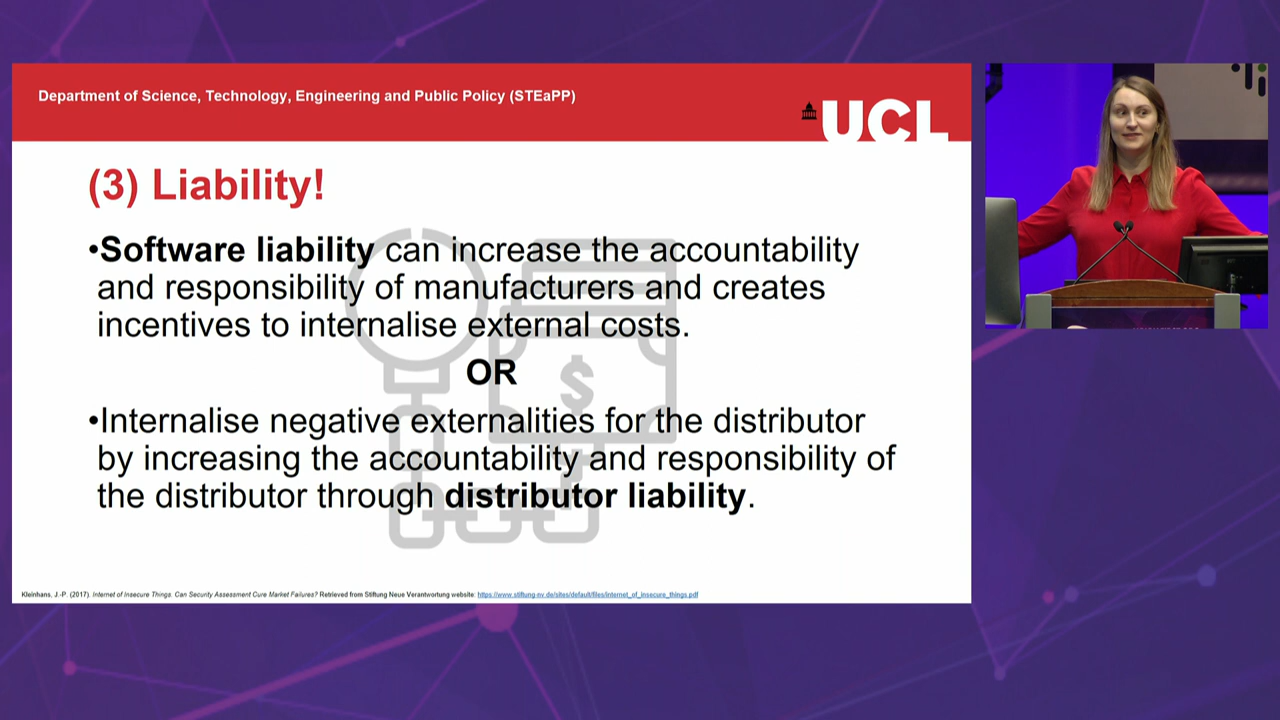 Department of Science, Technology, Engineering and Public Policy (STEaPP)
UCL
(3) Liability!
•Software liability can increase the accountability
and responsibility of manufacturers and creates
incentives to internalise external costs.
OR
•Internalise negative externalities for the distributor
by increasing the accountability and responsibility of
the distributor through distributor liability.
Kleinhans, J.-P. (2017). Internet of Insecure Things. Can Security Assessment Cure Market Failures? Retrieved from Stiftung Neue Verantwortung website: https://www.stiftung-nv.de/sites/default/files/internet_of_insecure_things.pdf